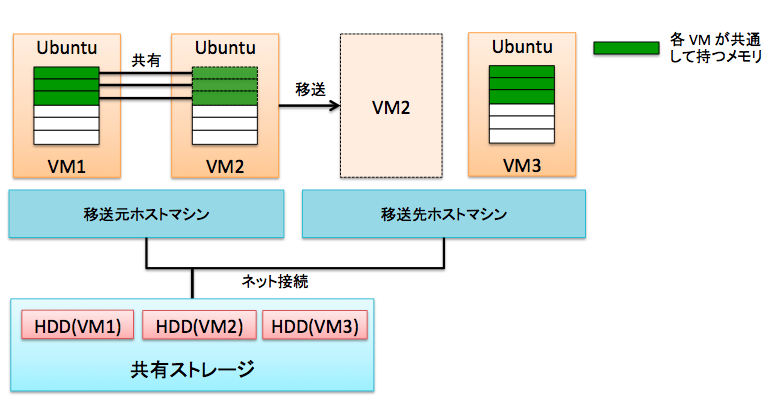 Ubuntu
共有
Ubuntu
移送
Ubuntu
各VMが共通
して持つメモリ
VM1
VM2
VM2
VM3
移送元ホストマシン
移送先ホストマシン
ネット接続
HDD(VM1)
HDD(VM2)
HDD(VM3)
共有ストレージ